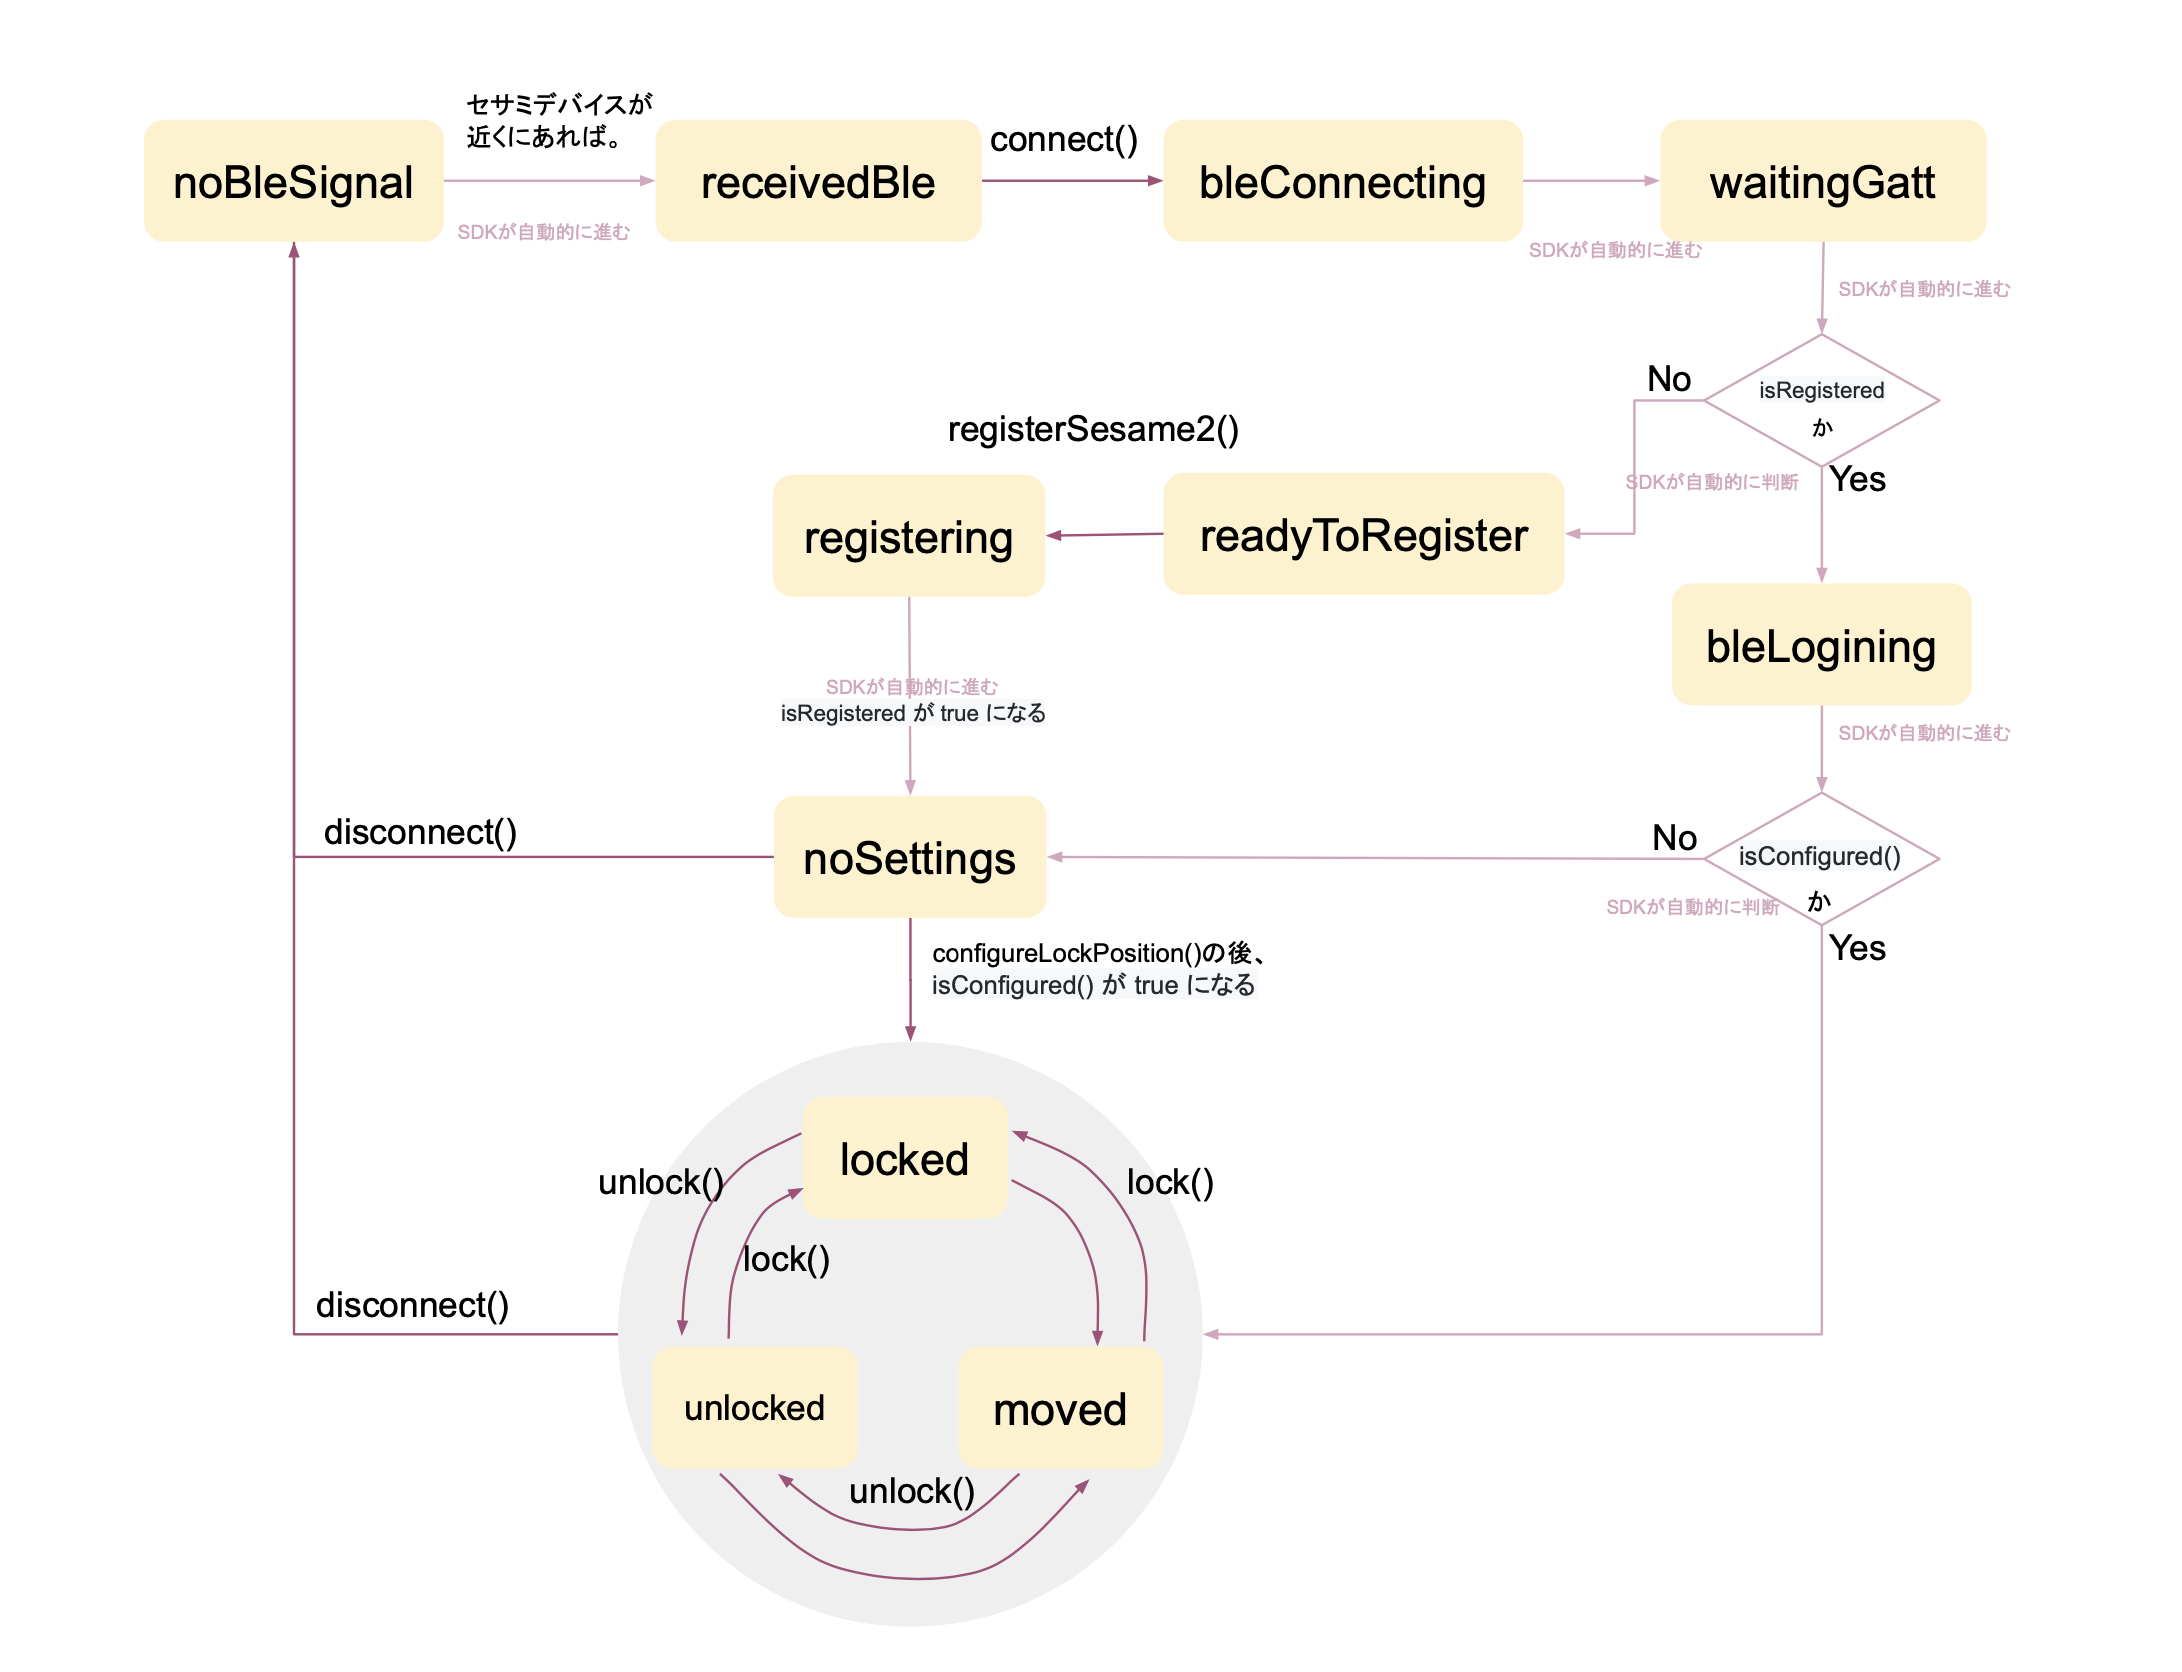 セサミデバイスが
近くにあれば。
noBleSignal
SDKが自動的に進む
receivedBle
connect()
bleConnecting
SDKが自動的に進む
waitingGatt
SDKが自動的に進む
isRegistered
か
No
SDKが自動的に判断
Yes
registerSesame2()
registering
readyToRegister
bleLogining
SDKが自動的に進む
isRegistered が true になる
SDKが自動的に進む
disconnect()
noSettings
No
isConfigured()
か
SDKが自動的に判断
Yes
configureLockPosition()の後、
isConfigured() が true になる
locked
unlock()
lock()
lock()
disconnect()
unlocked
moved
unlock()